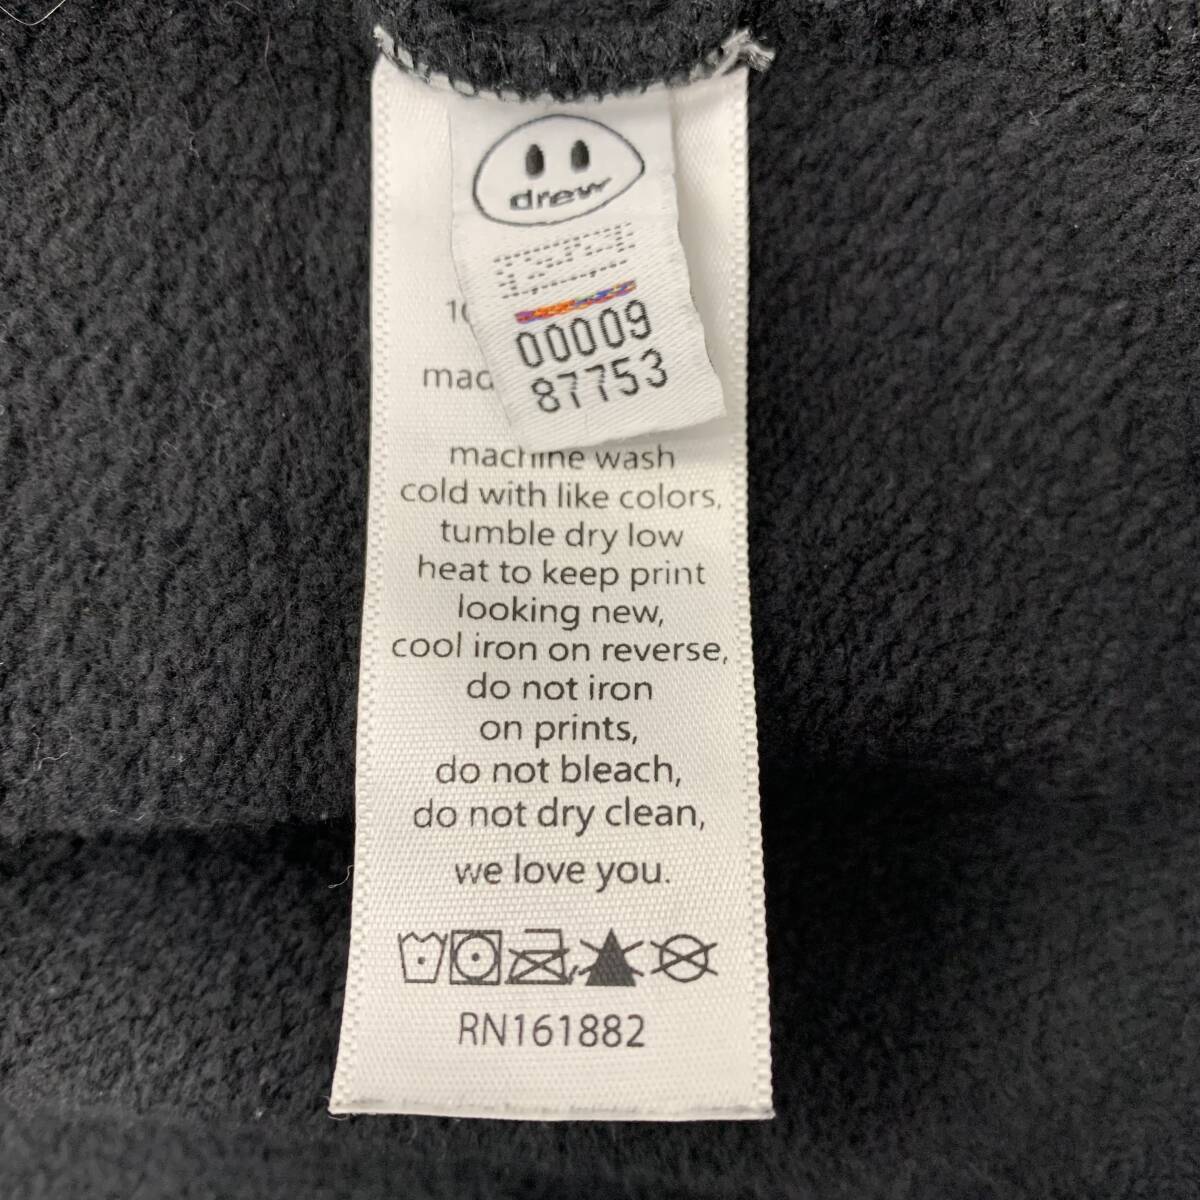 drew
00009
87753
machine wash
cold with like colors,
tumble dry low
heat to keep print
looking new,
cool iron on reverse,
do not iron
on prints,
do not bleach,
do not dry clean,
we love you.
RN161882